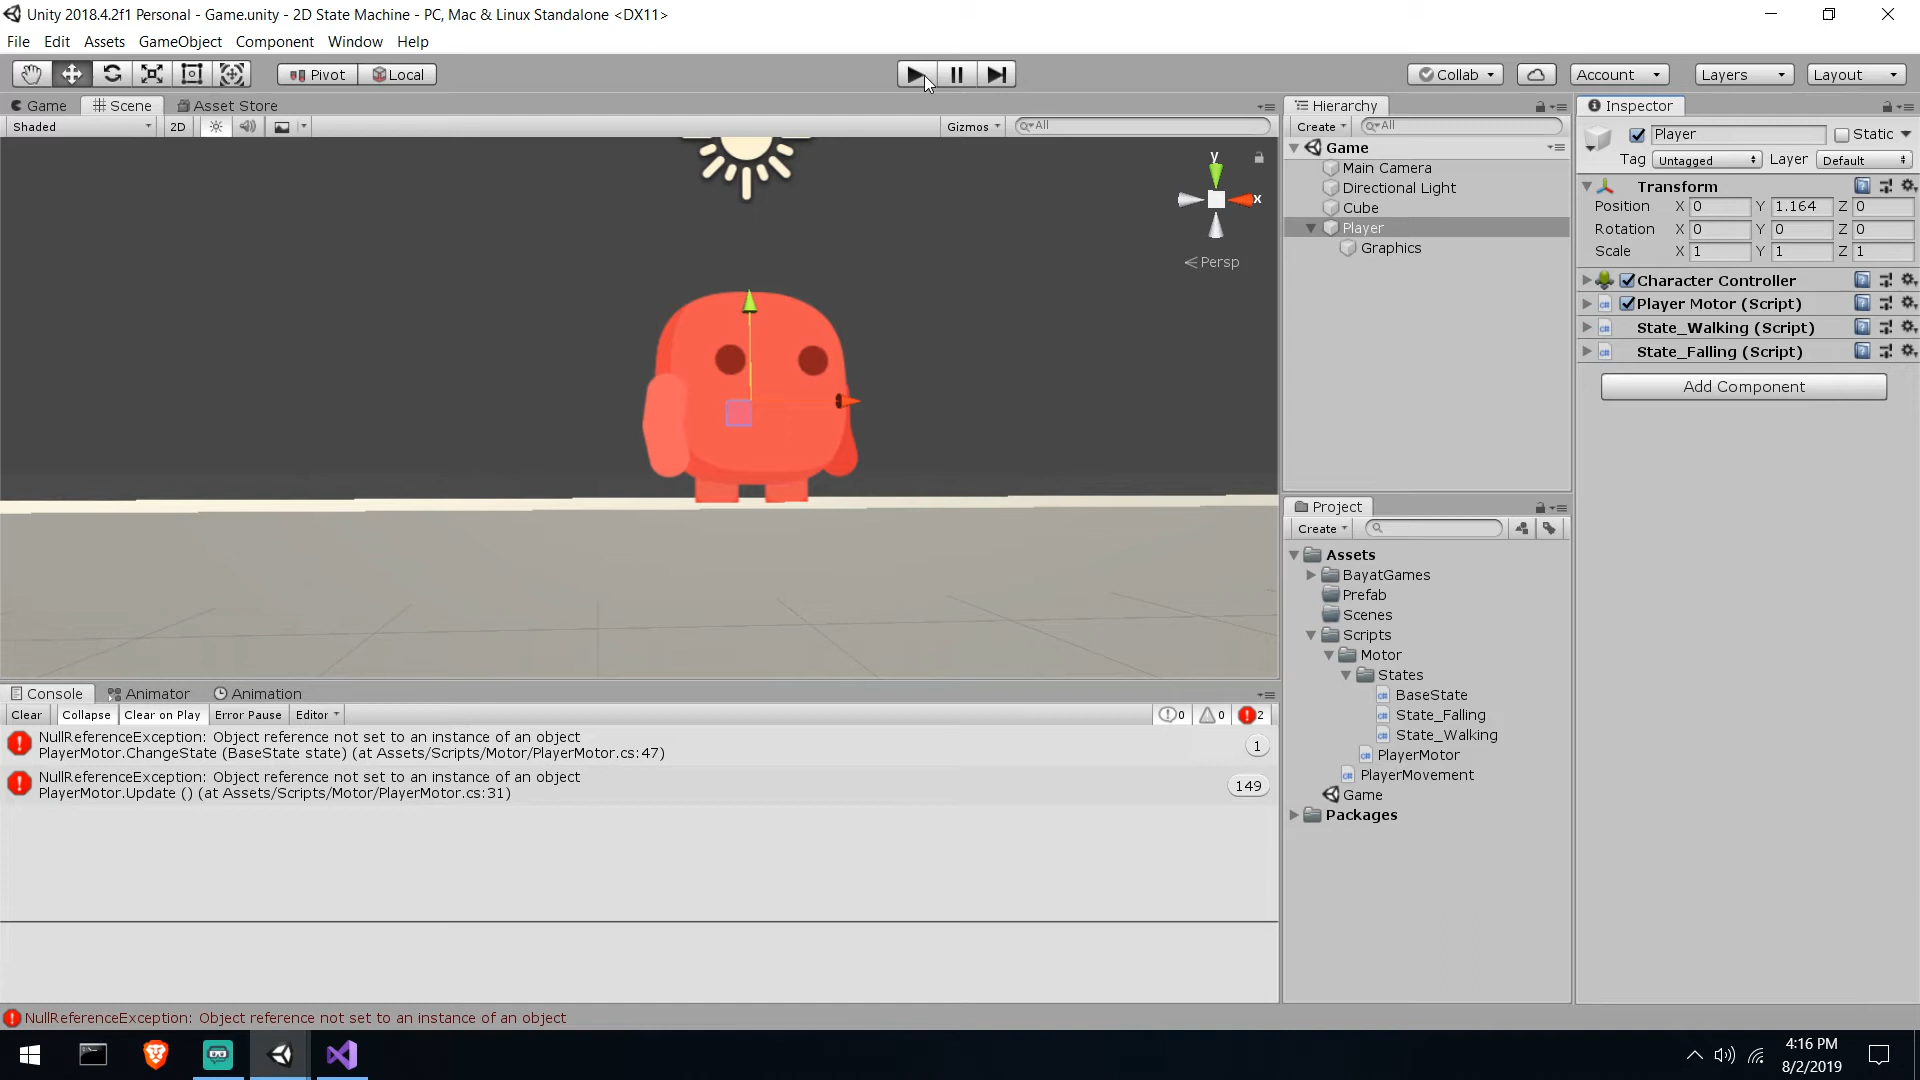 Unity 2018.4.2f1 Personal - Game.unity - 2D State Machine - PC, Mac & Linux Standalone <DX11>
File Edit Assets GameObject Component Window Help
Pivot Local Collab Account Layers Layout
Game Scene Asset Store
Shaded 2D Gizmos All
y
x
Persp
Hierarchy
Create All
Game
Main Camera
Directional Light
Cube
Player
Graphics
Inspector
Player Static
Tag Untagged Layer Default
Transform
Position X 0 Y 1.164 Z 0
Rotation X 0 Y 0 Z 0
Scale X 1 Y 1 Z 1
Character Controller
Player Motor (Script)
State_Walking (Script)
State_Falling (Script)
Add Component
Project
Create
Assets
BayatGames
Prefab
Scenes
Scripts
Motor
States
BaseState
State_Falling
State_Walking
PlayerMotor
PlayerMovement
Game
Packages
Console Animator Animation
Clear Collapse Clear on Play Error Pause Editor 0 0 2
NullReferenceException: Object reference not set to an instance of an object
PlayerMotor.ChangeState (BaseState state) (at Assets/Scripts/Motor/PlayerMotor.cs:47)
1
NullReferenceException: Object reference not set to an instance of an object
PlayerMotor.Update () (at Assets/Scripts/Motor/PlayerMotor.cs:31)
149
NullReferenceException: Object reference not set to an instance of an object
4:16 PM
8/2/2019